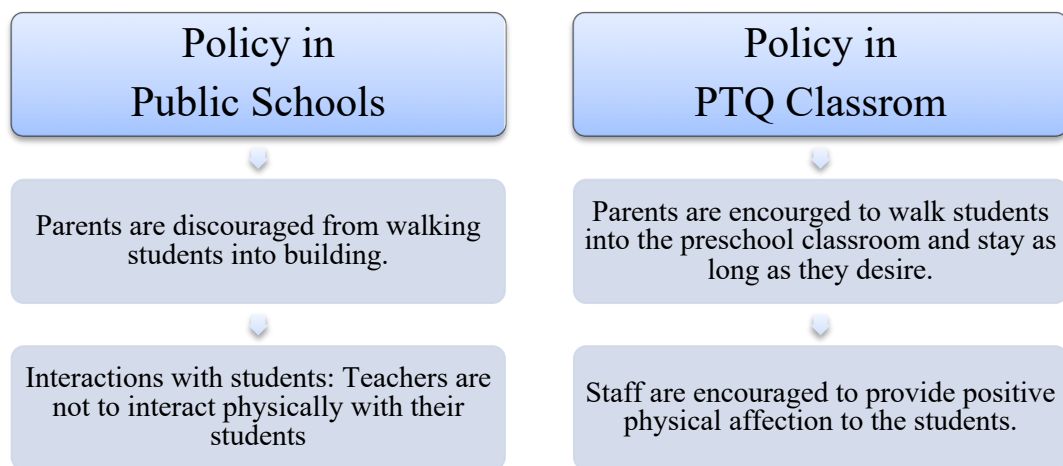 Policy in
Public Schools
Parents are discouraged from walking
students into building.
Interactions with students: Teachers are
not to interact physically with their
students
Policy in
PTQ Classrom
Parents are encourged to walk students
into the preschool classroom and stay as
long as they desire.
Staff are encouraged to provide positive
physical affection to the students.